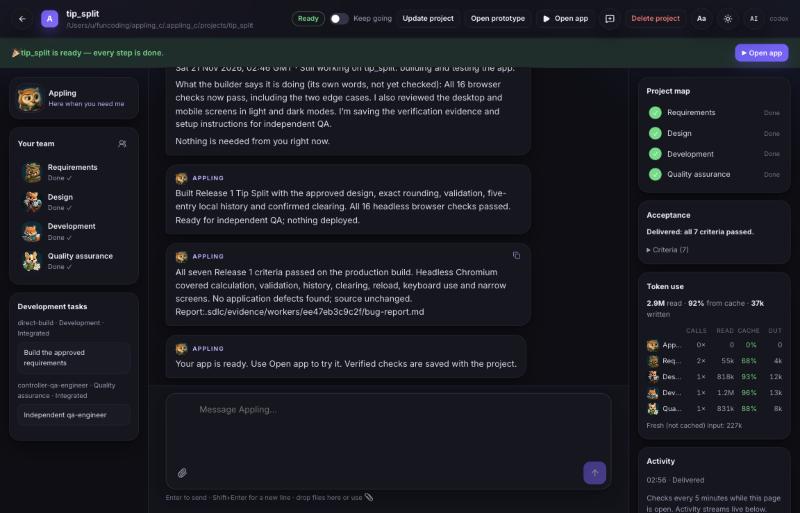 A
tip_split
/Users/u/funcoding/appling_c/.appling_c/projects/tip_split
Ready
Keep going
Update project
Open prototype
Open app
Delete project
Aa
AI
codex
tip_split is ready — every step is done.
Open app
Appling
Here when you need me
Your team
Requirements
Done ✓
Design
Done ✓
Development
Done ✓
Quality assurance
Done ✓
Development tasks
direct-build · Development ·
Integrated
Build the approved
requirements
controller-qa-engineer · Quality
assurance · Integrated
Independent qa-engineer
Sat 21 Nov 2026, 02:46 GMT · Still working on tip_split: building and testing the app.
What the builder says it is doing (its own words, not yet checked): All 16 browser
checks now pass, including the two edge cases. I also reviewed the desktop and
mobile screens in light and dark modes. I'm saving the verification evidence and
setup instructions for independent QA.
Nothing is needed from you right now.
APPLING
Built Release 1 Tip Split with the approved design, exact rounding, validation, five-
entry local history and confirmed clearing. All 16 headless browser checks passed.
Ready for independent QA; nothing deployed.
APPLING
All seven Release 1 criteria passed on the production build. Headless Chromium
covered calculation, validation, history, clearing, reload, keyboard use and narrow
screens. No application defects found; source unchanged.
Report:.sdlc/evidence/workers/ee47eb3c9c2f/bug-report.md
APPLING
Your app is ready. Use Open app to try it. Verified checks are saved with the project.
Message Appling...
Enter to send · Shift+Enter for a new line · drop files here or use 📎
Project map
Requirements Done
Design Done
Development Done
Quality assurance Done
Acceptance
Delivered: all 7 criteria passed.
Criteria (7)
Token use
2.9M read · 92% from cache · 37k
written
CALLS READ CACHE OUT
App... 0× 0 0% 0
Req... 2× 55k 68% 4k
Des... 1× 818k 93% 12k
Dev... 1× 1.2M 96% 13k
Qua... 1× 831k 88% 8k
Fresh (not cached) input: 227k
Activity
02:56 · Delivered
Checks every 5 minutes while this page
is open. Activity streams live below.